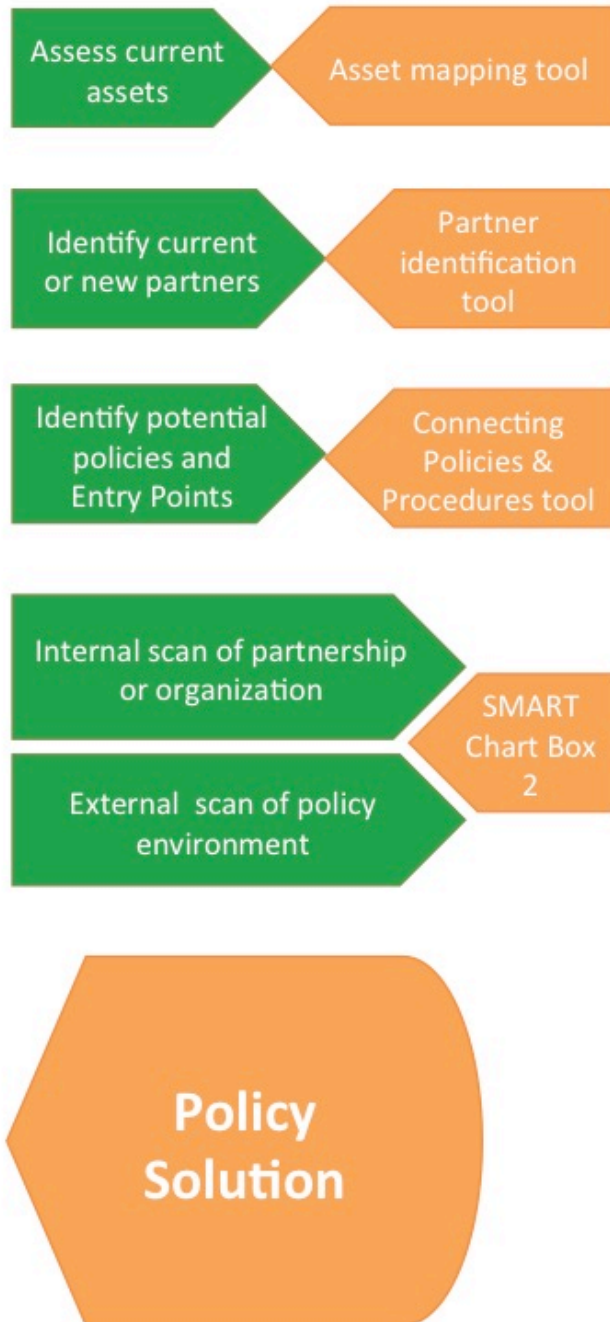 Assess current
assets
Asset mapping tool
Identify current
or new partners
Partner
identification
tool
Identify potential
policies and
Entry Points
Connecting
Policies &
Procedures tool
Internal scan of partnership
or organization
SMART
Chart Box
2
External  scan of policy
environment
Policy
Solution